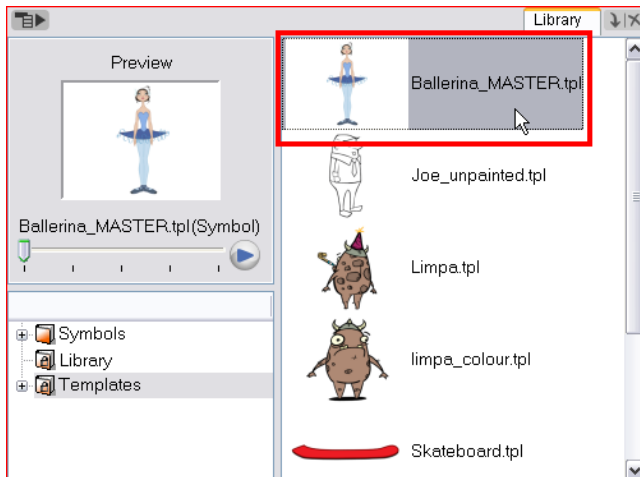 Library
Preview
Ballerina_MASTER.tpl(Symbol)
Symbols
Library
Templates
Ballerina_MASTER.tpl
Joe_unpainted.tpl
Limpa.tpl
limpa_colour.tpl
Skateboard.tpl